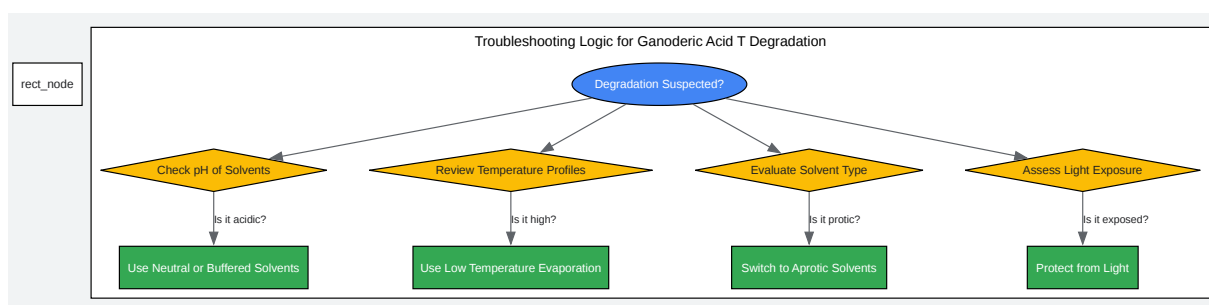 Troubleshooting Logic for Ganoderic Acid T Degradation
rect_node
Degradation Suspected?
Check pH of Solvents
Review Temperature Profiles
Evaluate Solvent Type
Assess Light Exposure
Is it acidic?
Is it high?
Is it protic?
Is it exposed?
Use Neutral or Buffered Solvents
Use Low Temperature Evaporation
Switch to Aprotic Solvents
Protect from Light